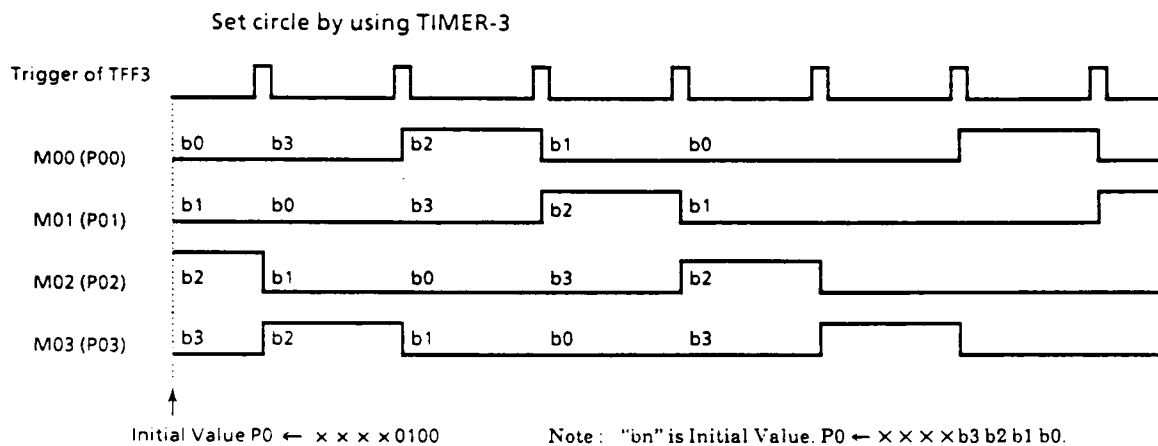 Set circle by using TIMER-3
Trigger of TFF3
M00 (P00) b0 b3 b2 b1 b0
M01 (P01) b1 b0 b3 b2 b1
M02 (P02) b2 b1 b0 b3 b2
M03 (P03) b3 b2 b1 b0 b3
Initial Value P0 ← × × × × 0100
Note : "bn" is Initial Value. P0 ← × × × × b3 b2 b1 b0.